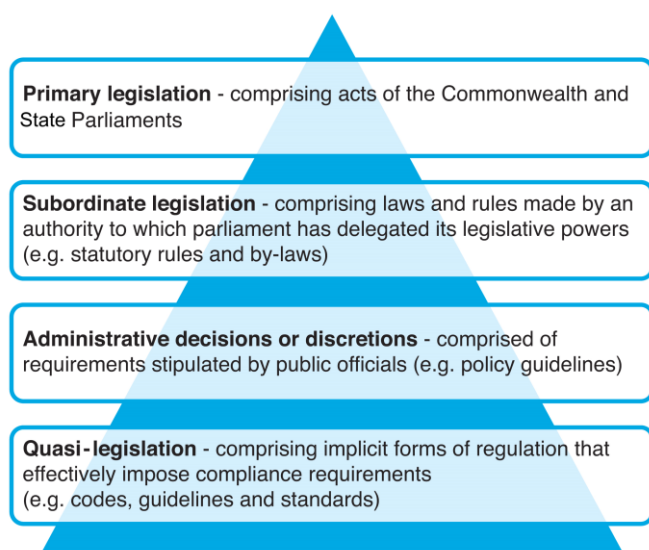 Primary legislation - comprising acts of the Commonwealth and
State Parliaments
Subordinate legislation - comprising laws and rules made by an
authority to which parliament has delegated its legislative powers
(e.g. statutory rules and by-laws)
Administrative decisions or discretions - comprised of
requirements stipulated by public officials (e.g. policy guidelines)
Quasi-legislation - comprising implicit forms of regulation that
effectively impose compliance requirements
(e.g. codes, guidelines and standards)